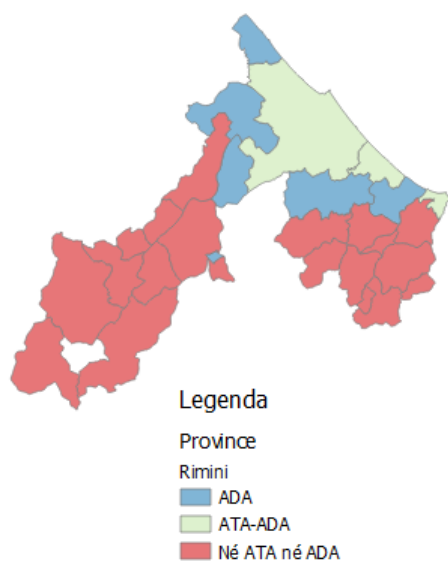 Legenda
Province
Rimini
ADA
ATA-ADA
Né ATA né ADA